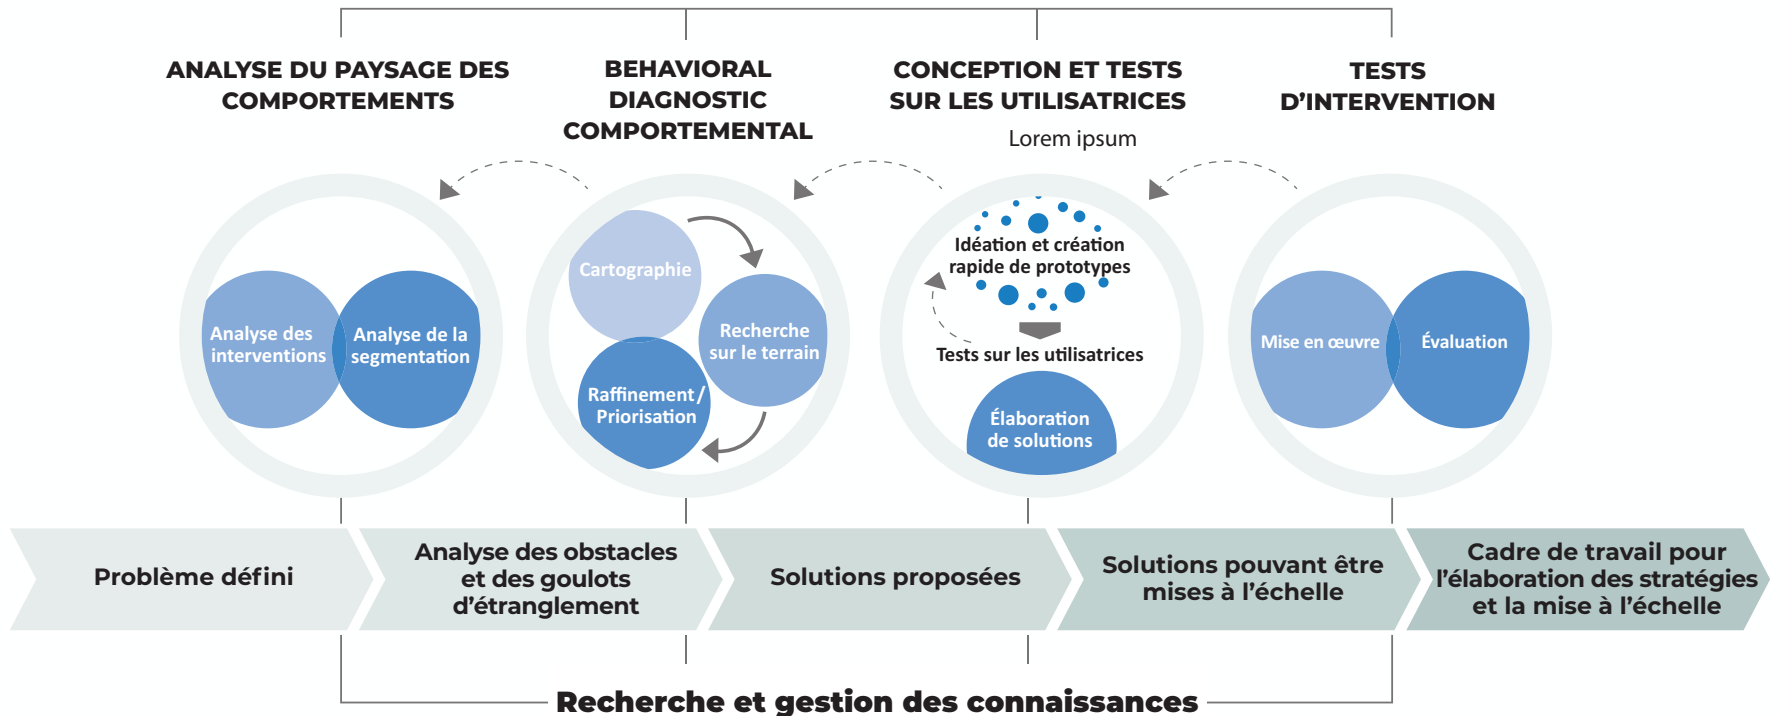 ANALYSE DU PAYSAGE DES
COMPORTEMENTS
BEHAVIORAL
DIAGNOSTIC
COMPORTEMENTAL
CONCEPTION ET TESTS
SUR LES UTILISATRICES
Lorem ipsum
TESTS
D'INTERVENTION
Analyse des
interventions
Analyse de la
segmentation
Cartographie
Recherche
sur le terrain
Raffinement/
Priorisation
Idéation et création
rapide de prototypes
Tests sur les utilisatrices
Élaboration
de solutions
Mise en œuvre
Évaluation
Problème défini
Analyse des obstacles
et des goulots
d'étranglement
Solutions proposées
Solutions pouvant être
mises à l'échelle
Cadre de travail pour
l'élaboration des stratégies
et la mise à l'échelle
Recherche et gestion des connaissances